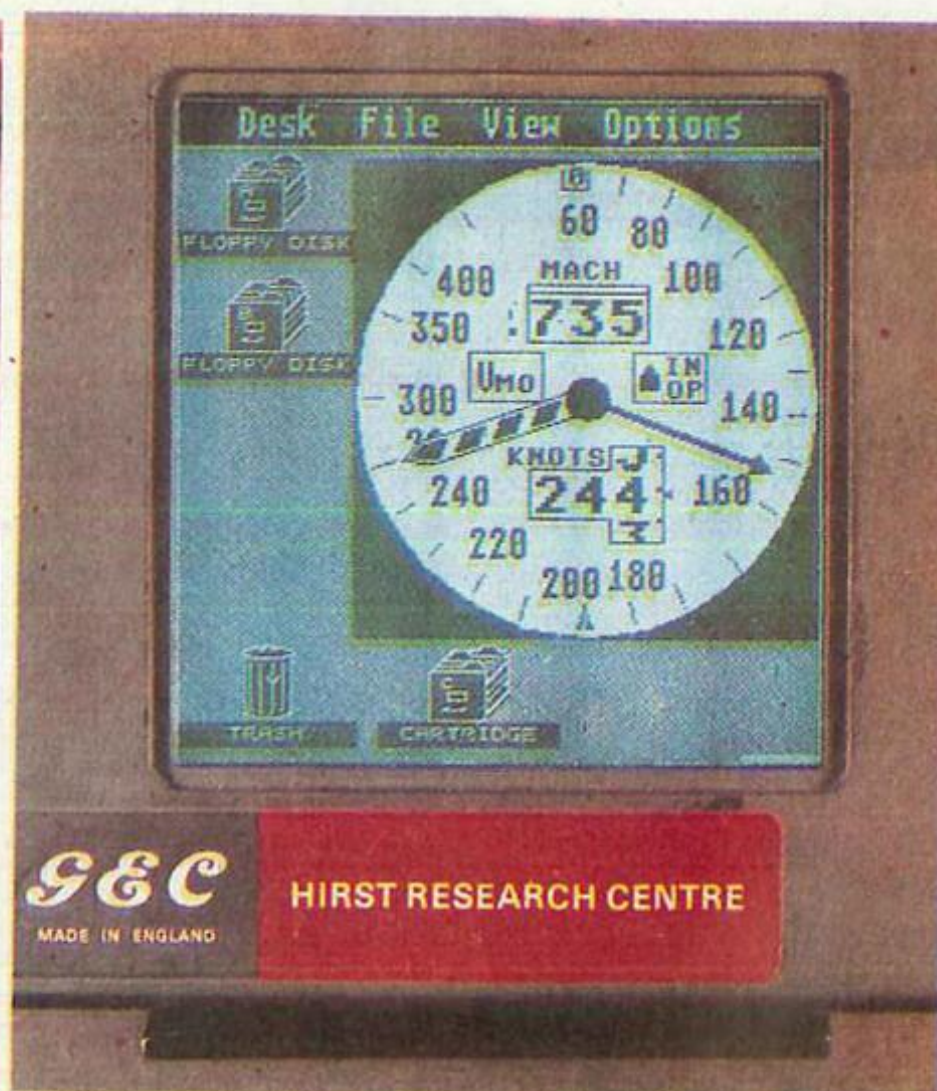 Desk File View Options
FLOPPY DISK
FLOPPY DISK
0
60
80
100
120
140
160
180
200
220
240
300
350
400
MACH
735
VMO
IN
OP
KNOTS
244
TRASH
CARTRIDGE
GEC
MADE IN ENGLAND
HIRST RESEARCH CENTRE